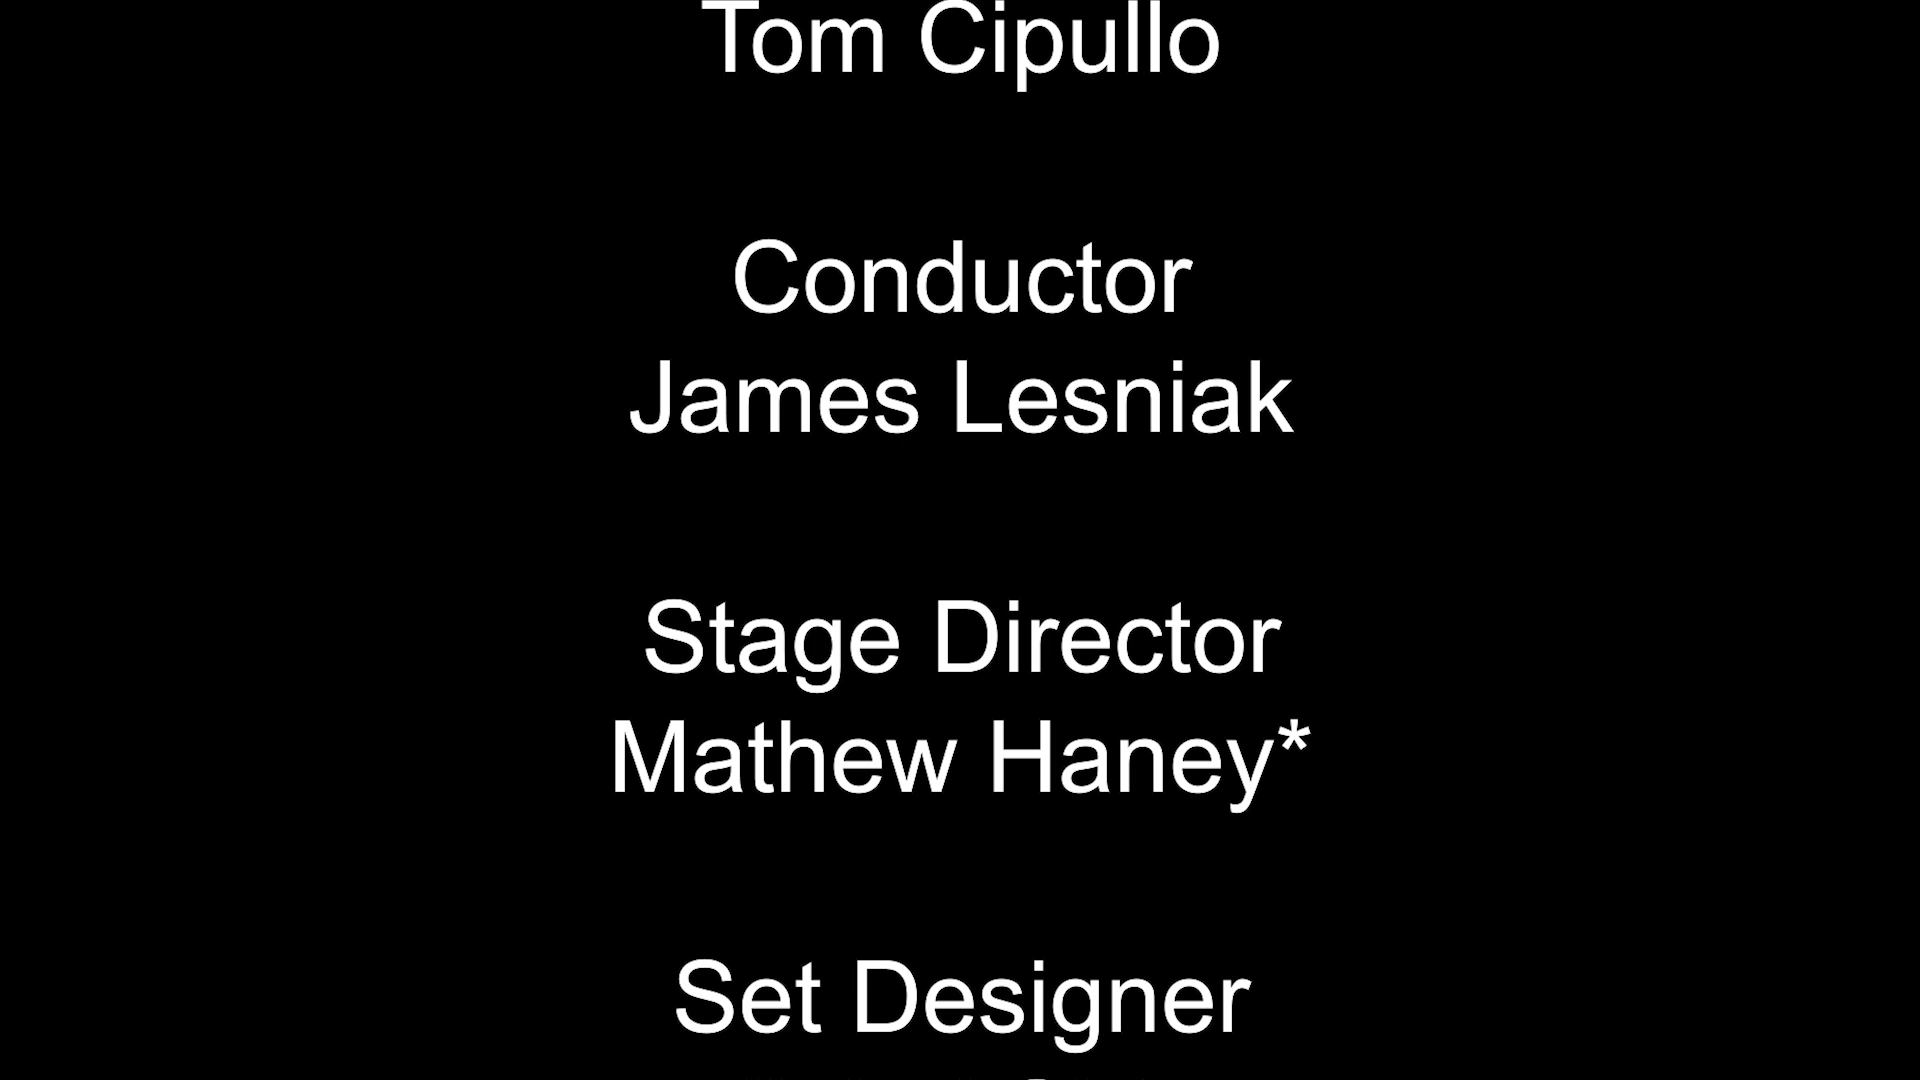 Tom Cipullo
Conductor
James Lesniak
Stage Director
Mathew Haney*
Set Designer